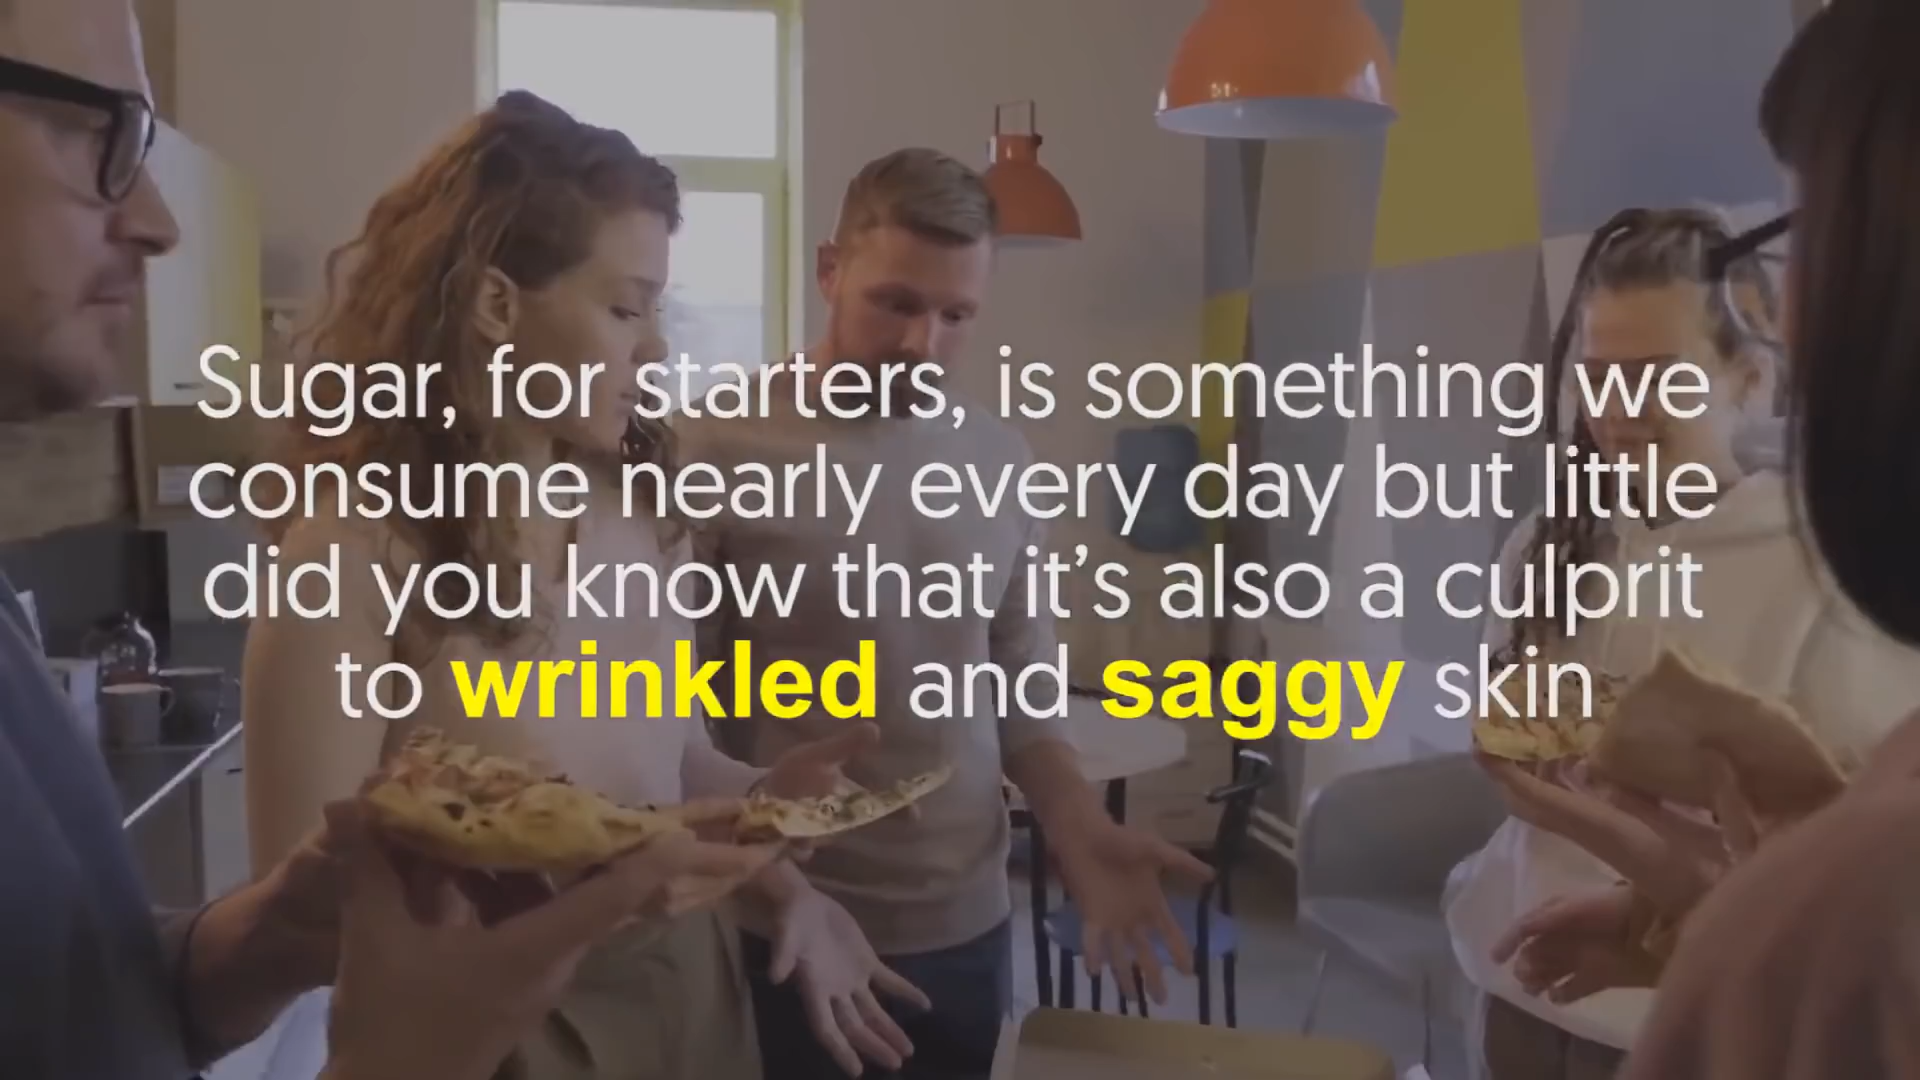 Sugar, for starters, is something we
consume nearly every day but little
did you know that it’s also a culprit
to wrinkled and saggy skin